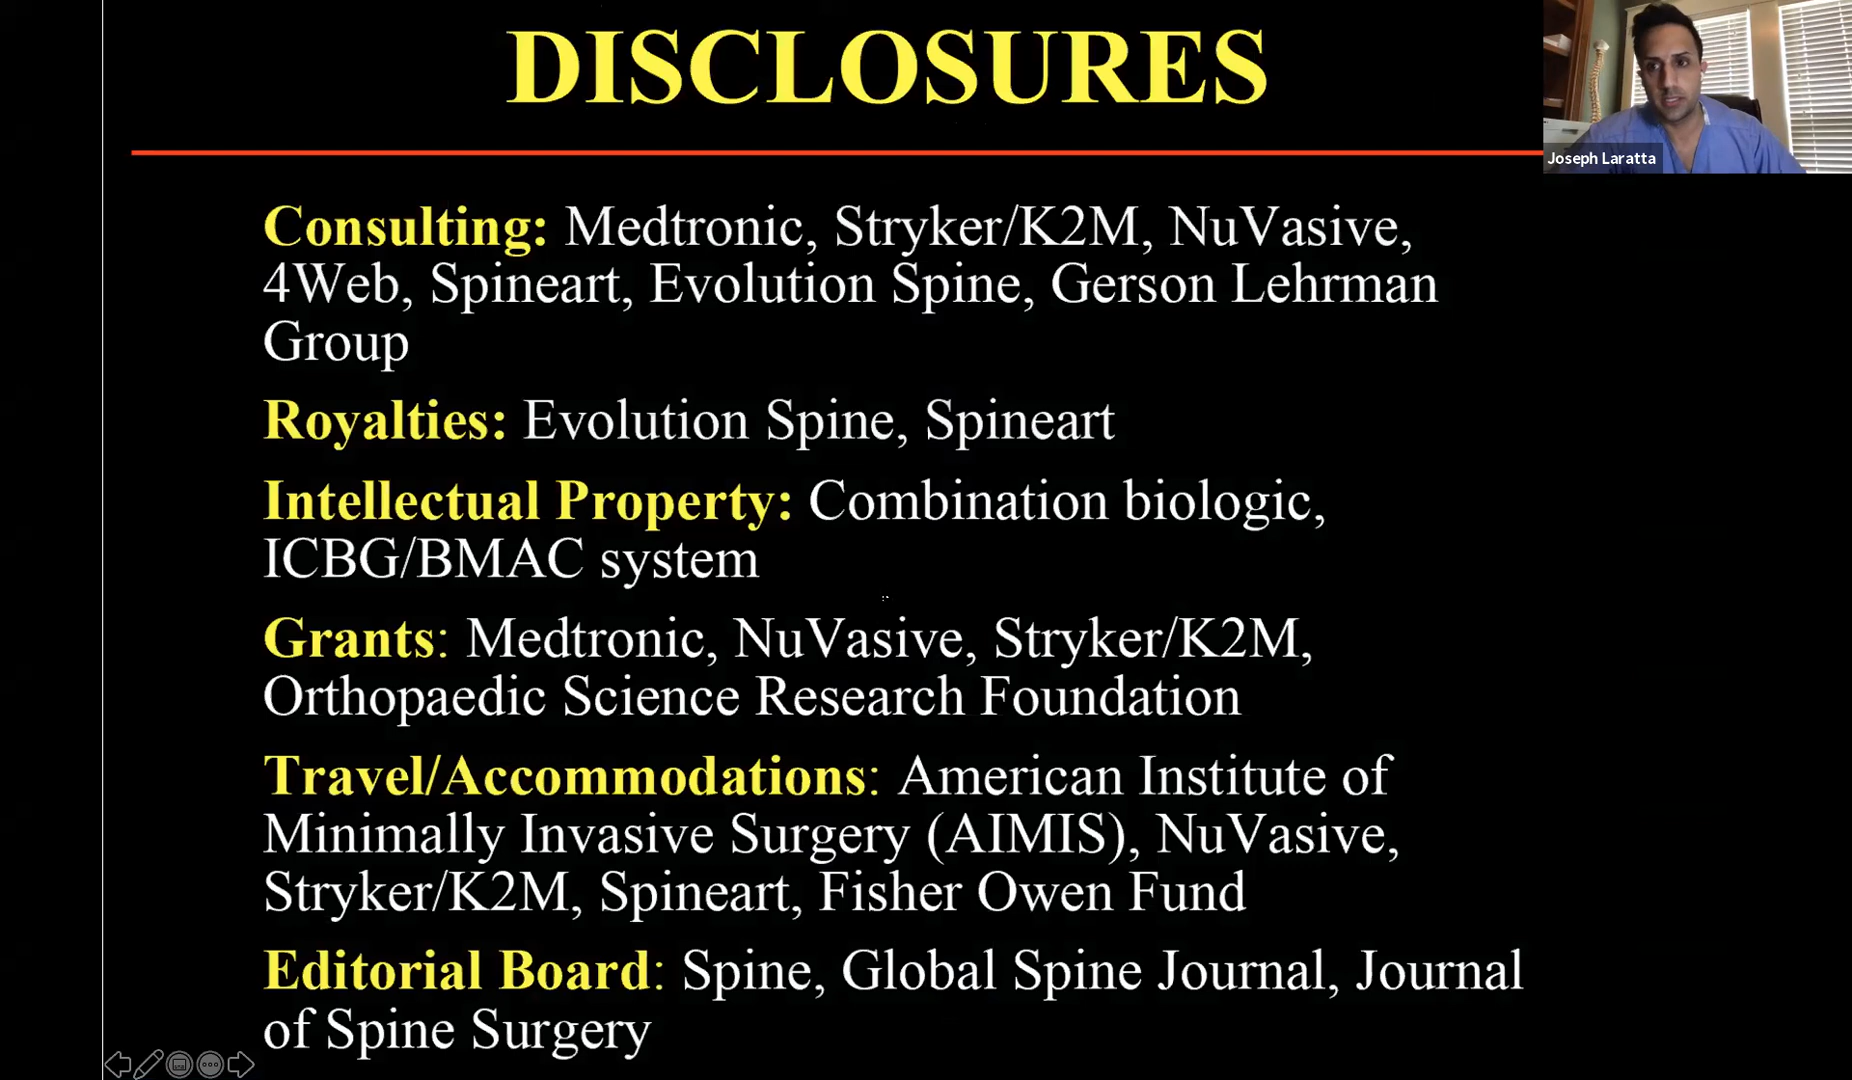 DISCLOSURES
Joseph Laratta
Consulting: Medtronic, Stryker/K2M, NuVasive,
4Web, Spineart, Evolution Spine, Gerson Lehrman
Group
Royalties: Evolution Spine, Spineart
Intellectual Property: Combination biologic,
ICBG/BMAC system
Grants: Medtronic, NuVasive, Stryker/K2M,
Orthopaedic Science Research Foundation
Travel/Accommodations: American Institute of
Minimally Invasive Surgery (AIMIS), NuVasive,
Stryker/K2M, Spineart, Fisher Owen Fund
Editorial Board: Spine, Global Spine Journal, Journal
of Spine Surgery